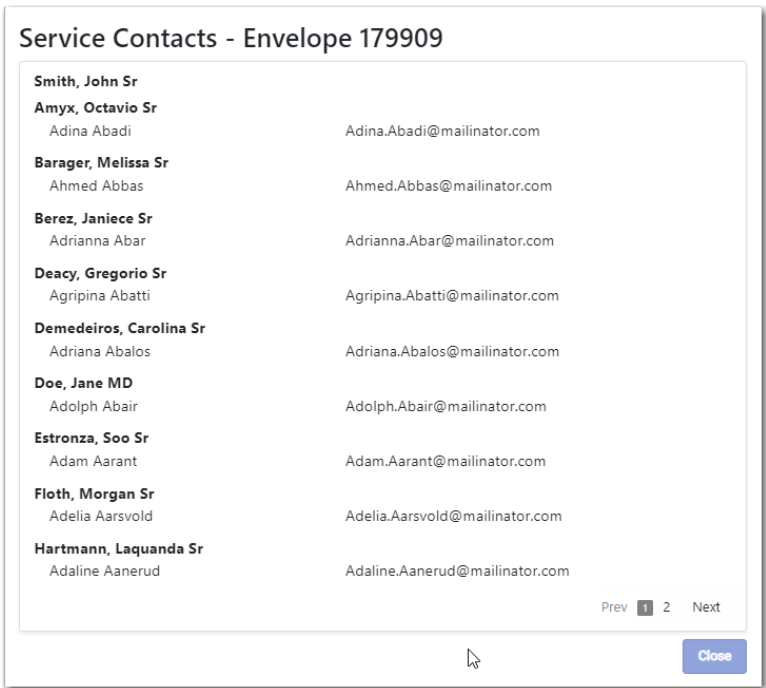 Service Contacts - Envelope 179909
Smith, John Sr
Amyx, Octavio Sr
Adina Abadi Adina.Abadi@mailinator.com
Barager, Melissa Sr
Ahmed Abbas Ahmed.Abbas@mailinator.com
Berez, Janiece Sr
Adrianna Abar Adrianna.Abar@mailinator.com
Deacy, Gregorio Sr
Agripina Abatti Agripina.Abatti@mailinator.com
Demedeiros, Carolina Sr
Adriana Abalos Adriana.Abalos@mailinator.com
Doe, Jane MD
Adolph Abair Adolph.Abair@mailinator.com
Estronza, Soo Sr
Adam Aarant Adam.Aarant@mailinator.com
Floth, Morgan Sr
Adelia Aarsvold Adelia.Aarsvold@mailinator.com
Hartmann, Laquanda Sr
Adaline Aanerud Adaline.Aanerud@mailinator.com
Prev 1 2 Next
Close